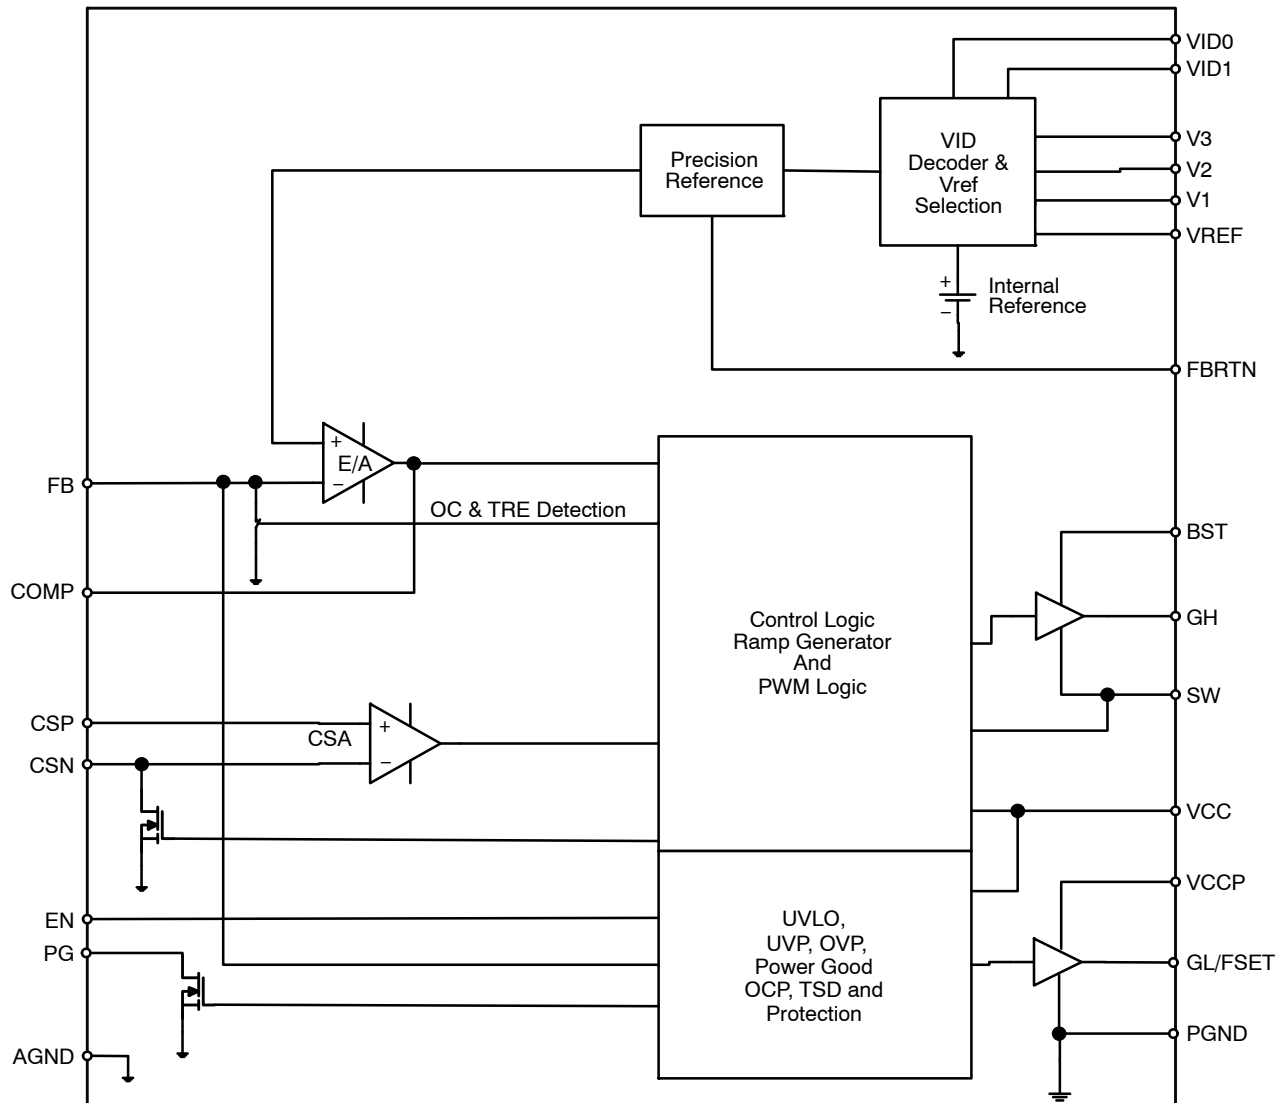 VID0
VID1
VID
Decoder &
Vref
Selection
V3
V2
V1
VREF
Precision
Reference
+
−
Internal
Reference
FBRTN
FB
+
E/A
−
OC & TRE Detection
COMP
Control Logic
Ramp Generator
And
PWM Logic
BST
GH
SW
CSP
CSA
+
−
CSN
VCC
VCCP
EN
PG
UVLO,
UVP, OVP,
Power Good
OCP, TSD and
Protection
GL/FSET
PGND
AGND